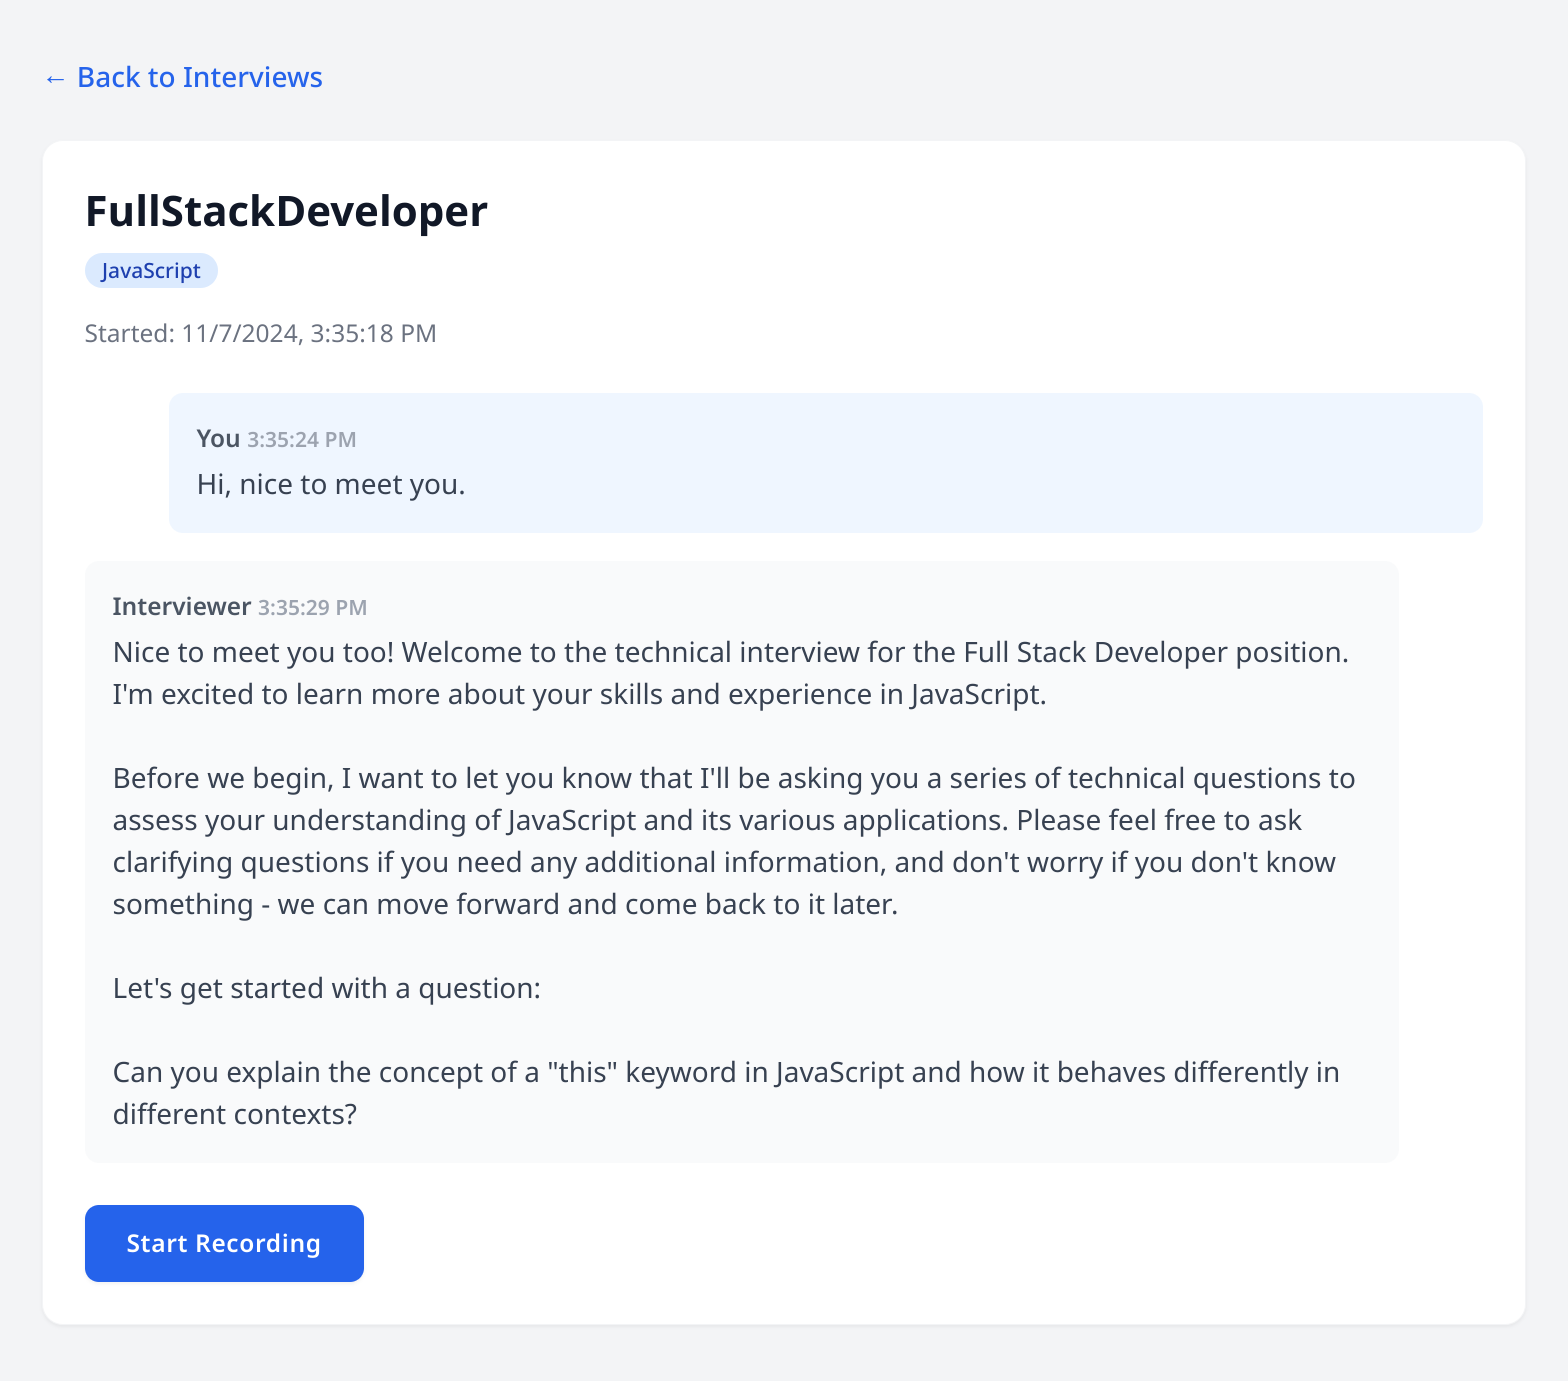 ← Back to Interviews
FullStackDeveloper
JavaScript
Started: 11/7/2024, 3:35:18 PM
You 3:35:24 PM
Hi, nice to meet you.
Interviewer 3:35:29 PM
Nice to meet you too! Welcome to the technical interview for the Full Stack Developer position.
I'm excited to learn more about your skills and experience in JavaScript.
Before we begin, I want to let you know that I'll be asking you a series of technical questions to
assess your understanding of JavaScript and its various applications. Please feel free to ask
clarifying questions if you need any additional information, and don't worry if you don't know
something - we can move forward and come back to it later.
Let's get started with a question:
Can you explain the concept of a "this" keyword in JavaScript and how it behaves differently in
different contexts?
Start Recording